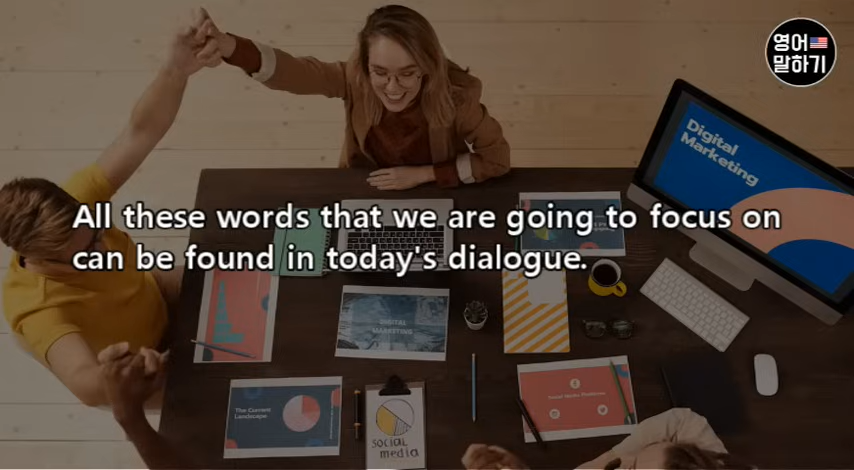 영어
말하기
Digital
Marketing
All these words that we are going to focus on
can be found in today's dialogue.
DIGITAL
MARKETING
The Current
Landscape
Social Media Platforms
SOCIAL
media